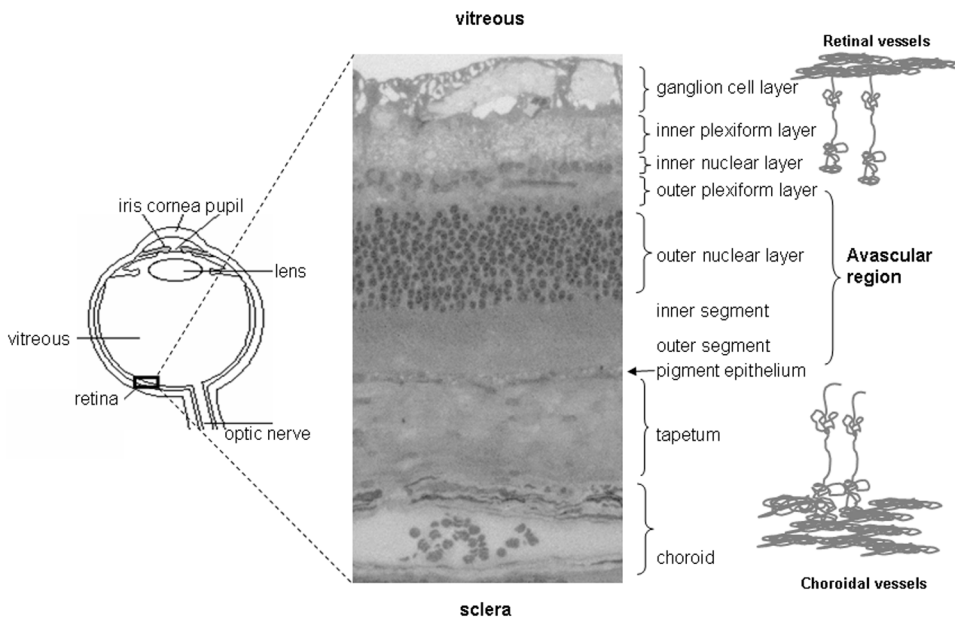 vitreous
Retinal vessels
ganglion cell layer
inner plexiform layer
inner nuclear layer
outer plexiform layer
iris cornea pupil
lens
outer nuclear layer
Avascular
region
inner segment
vitreous
outer segment
pigment epithelium
retina
optic nerve
tapetum
choroid
Choroidal vessels
sclera